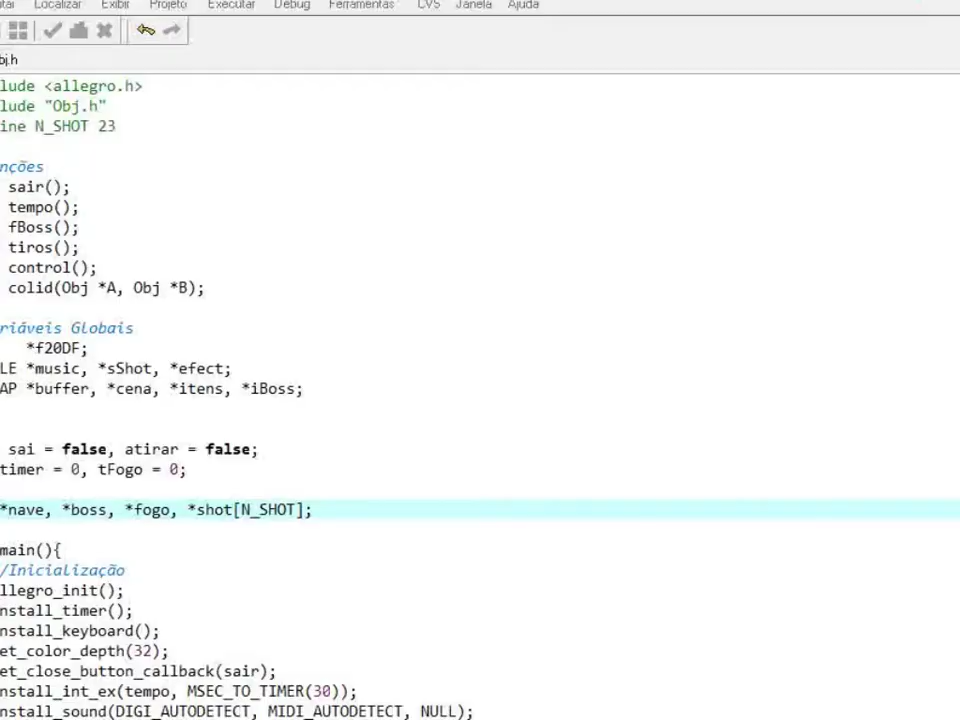 tar Localizar Exibir Projeto Executar Debug Ferramentas CVS Janela Ajuda
bj.h
lude <allegro.h>
lude "Obj.h"
ine N_SHOT 23
nções
sair();
tempo();
fBoss();
tiros();
control();
colid(Obj *A, Obj *B);
riáveis Globais
*f20DF;
LE *music, *sShot, *efect;
AP *buffer, *cena, *itens, *iBoss;
sai = false, atirar = false;
timer = 0, tFogo = 0;
*nave, *boss, *fogo, *shot[N_SHOT];
main(){
/Inicialização
llegro_init();
nstall_timer();
nstall_keyboard();
et_color_depth(32);
et_close_button_callback(sair);
nstall_int_ex(tempo, MSEC_TO_TIMER(30));
nstall_sound(DIGI_AUTODETECT, MIDI_AUTODETECT, NULL);